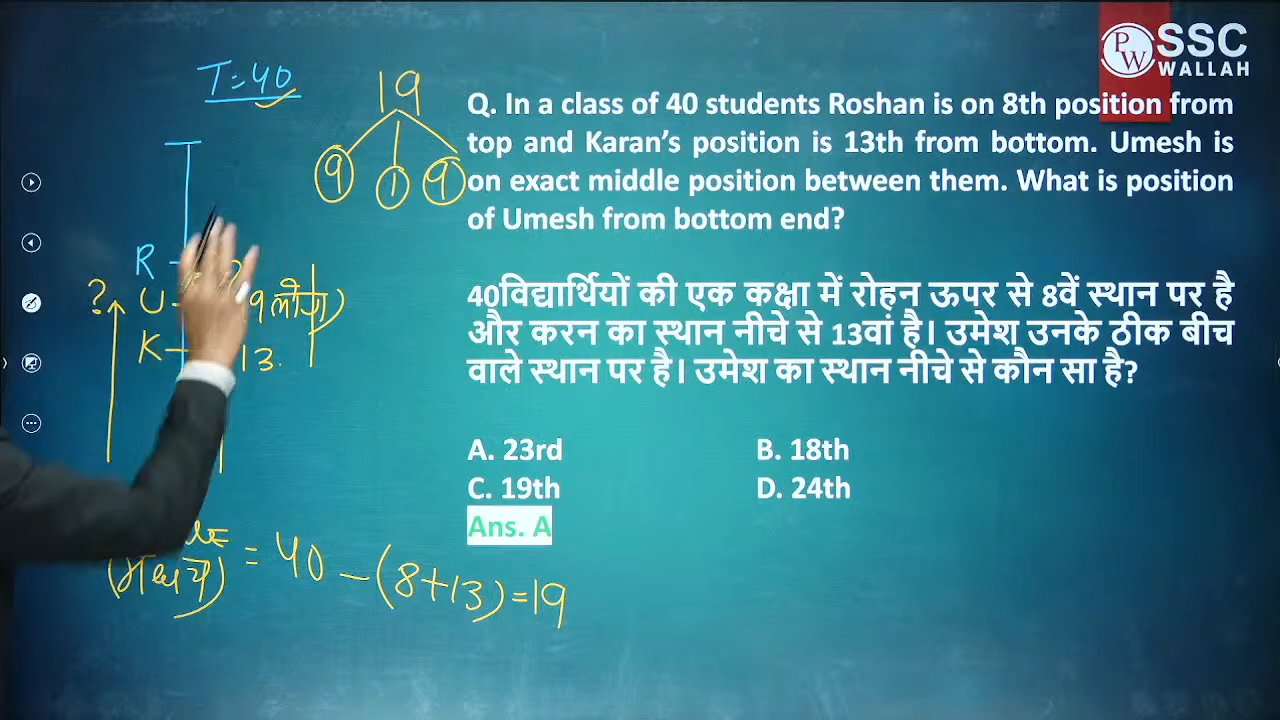 SSC
WALLAH
PW
T=40
19
9 1 9
Q. In a class of 40 students Roshan is on 8th position from
top and Karan's position is 13th from bottom. Umesh is
on exact middle position between them. What is position
of Umesh from bottom end?
R
? U 9
K 13.
40विद्यार्थियों की एक कक्षा में रोहन ऊपर से 8वें स्थान पर है
और करन का स्थान नीचे से 13वां है। उमेश उनके ठीक बीच
वाले स्थान पर है। उमेश का स्थान नीचे से कौन सा है?
A. 23rd B. 18th
C. 19th D. 24th
Ans. A
= 40 - (8+13) = 19